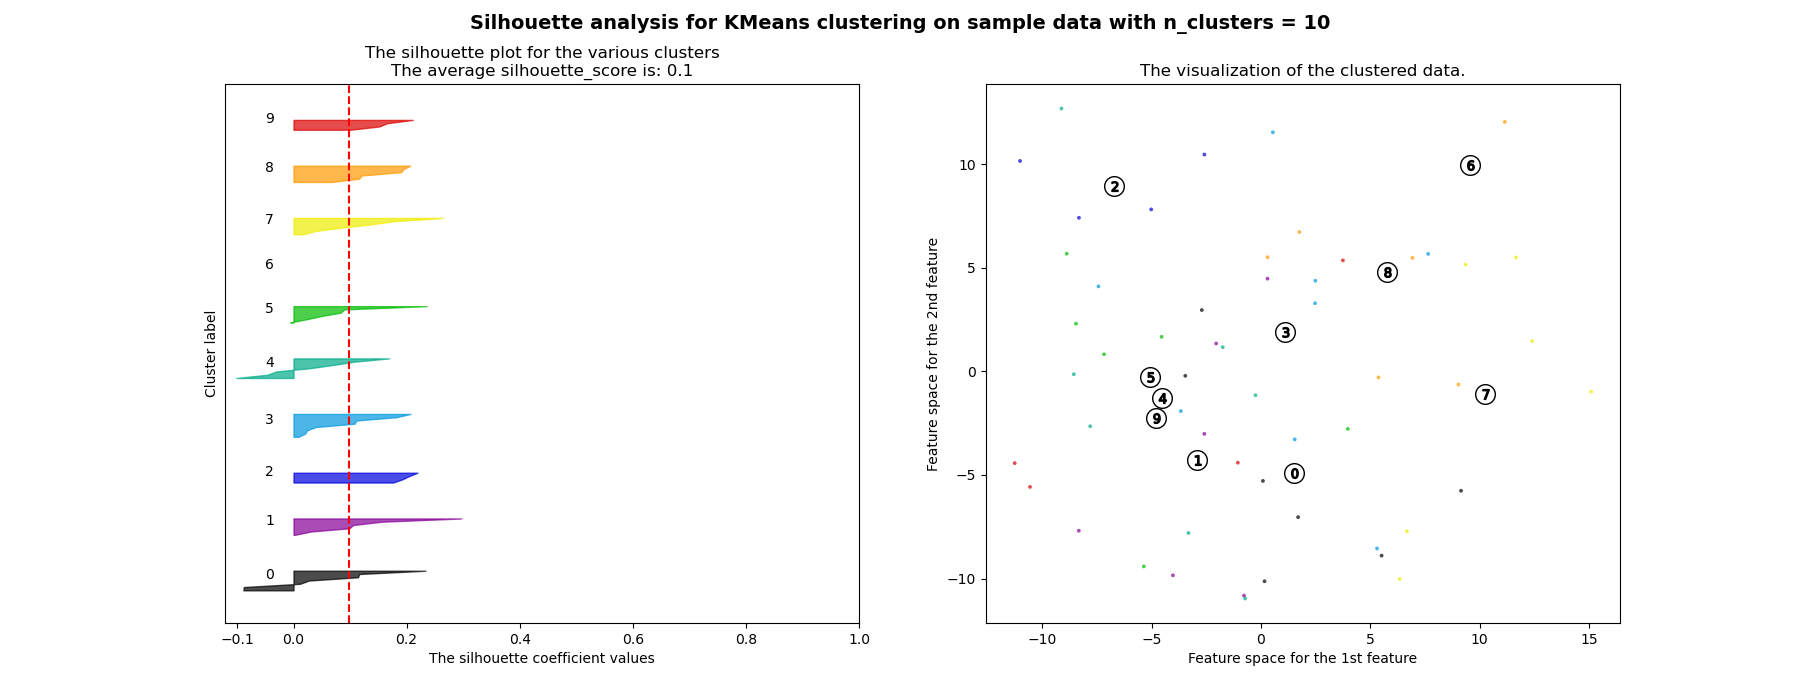 Silhouette analysis for KMeans clustering on sample data with n_clusters = 10
The silhouette plot for the various clusters
The average silhouette_score is: 0.1
Cluster label
9
8
7
6
5
4
3
2
1
0
−0.1 0.0 0.2 0.4 0.6 0.8 1.0
The silhouette coefficient values
The visualization of the clustered data.
Feature space for the 2nd feature
10
5
0
−5
−10
6
2
8
3
5
4
7
9
1
0
−10 −5 0 5 10 15
Feature space for the 1st feature